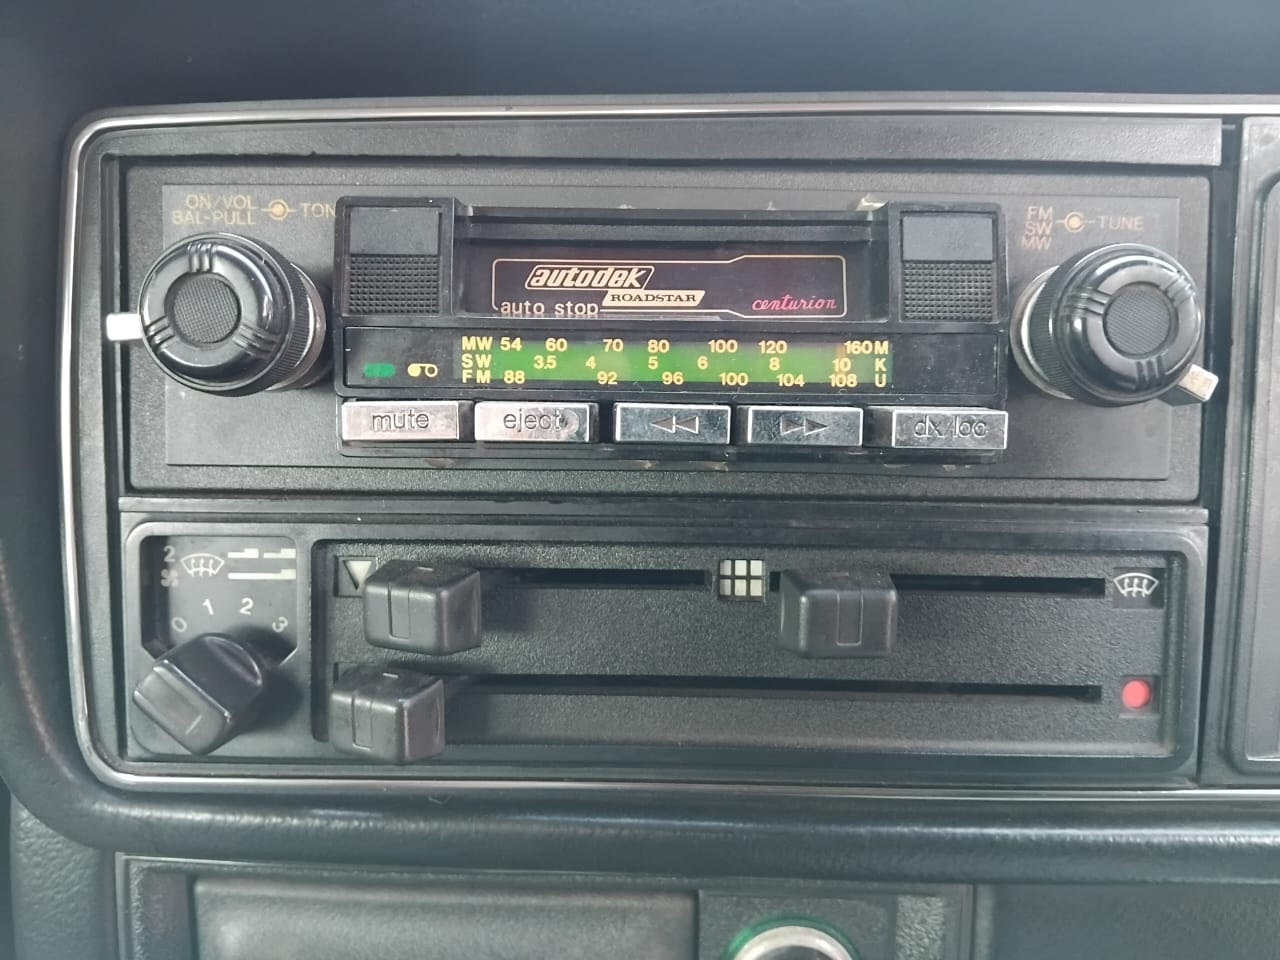 ON/VOL
BAL-PULL TON
FM
SW TUNE
MW
autodek
ROADSTAR
auto stop centurion
MW 54 60 70 80 100 120 160 M
SW 3.5 4 5 6 8 10 K
FM 88 92 96 100 104 108 U
mute eject dx/loc
2
0 1 2 3